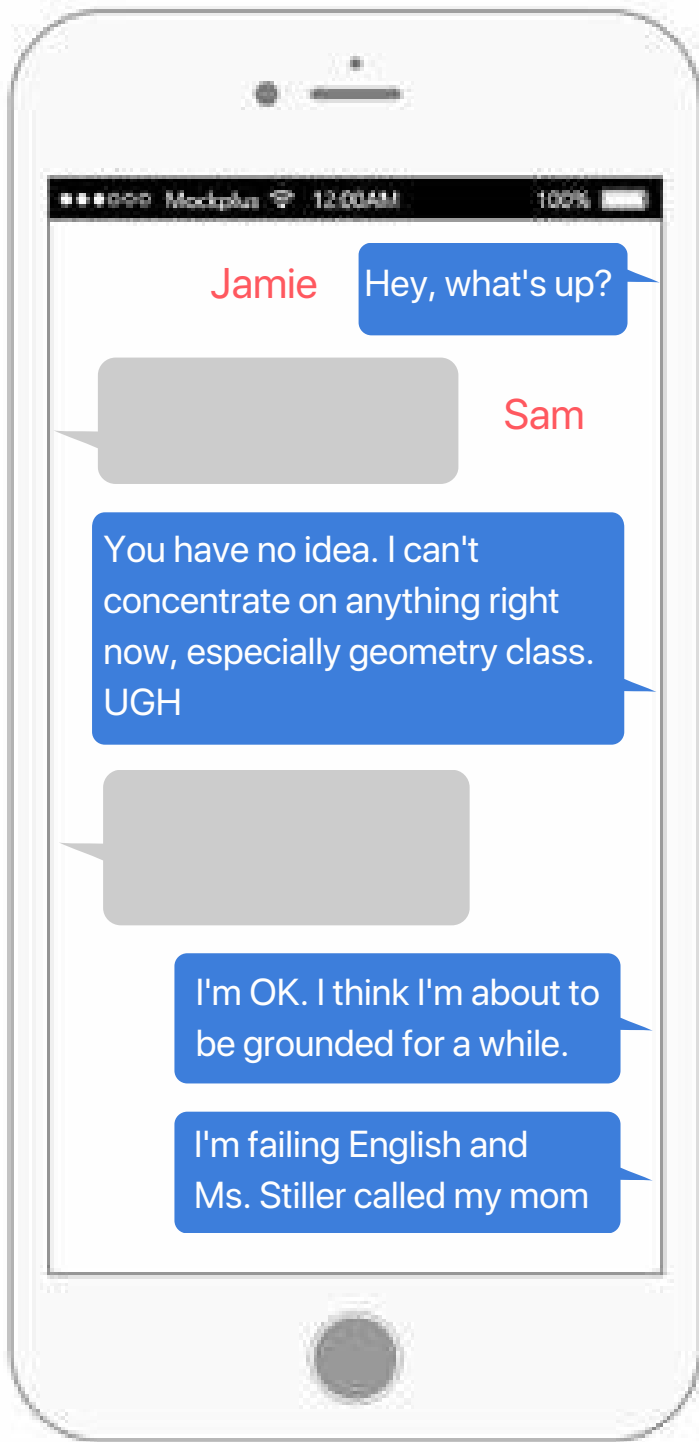 Mockplus 12:00AM 100%
Jamie Hey, what's up?
Sam
You have no idea. I can't
concentrate on anything right
now, especially geometry class.
UGH
I'm OK. I think I'm about to
be grounded for a while.
I'm failing English and
Ms. Stiller called my mom